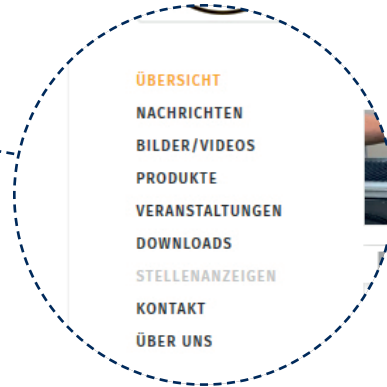 ÜBERSICHT
NACHRICHTEN
BILDER/VIDEOS
PRODUKTE
VERANSTALTUNGEN
DOWNLOADS
STELLENANZEIGEN
KONTAKT
ÜBER UNS